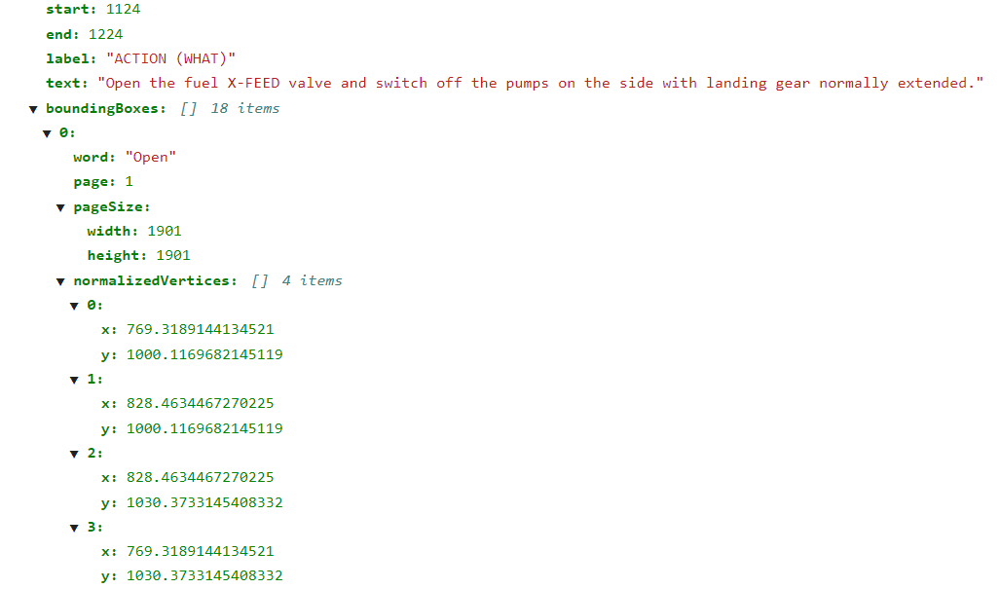 start: 1124
end: 1224
label: "ACTION (WHAT)"
text: "Open the fuel X-FEED valve and switch off the pumps on the side with landing gear normally extended."
▼ boundingBoxes: [] 18 items
▼ 0:
word: "Open"
page: 1
▼ pageSize:
width: 1901
height: 1901
▼ normalizedVertices: [] 4 items
▼ 0:
x: 769.3189144134521
y: 1000.1169682145119
▼ 1:
x: 828.4634467270225
y: 1000.1169682145119
▼ 2:
x: 828.4634467270225
y: 1030.3733145408332
▼ 3:
x: 769.3189144134521
y: 1030.3733145408332